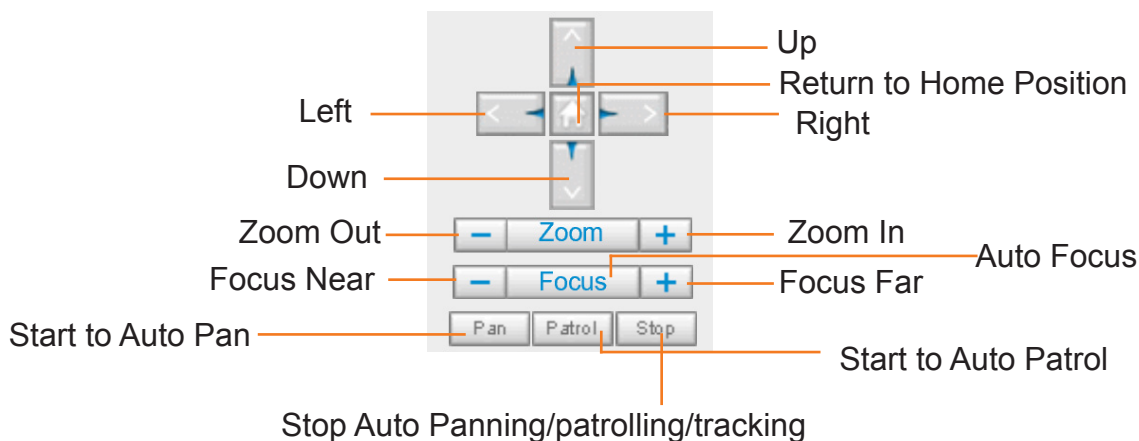 Up
Return to Home Position
Left
Right
Down
Zoom Out
Zoom
Zoom In
Auto Focus
Focus Near
Focus
Focus Far
Pan
Patrol
Stop
Start to Auto Pan
Start to Auto Patrol
Stop Auto Panning/patrolling/tracking